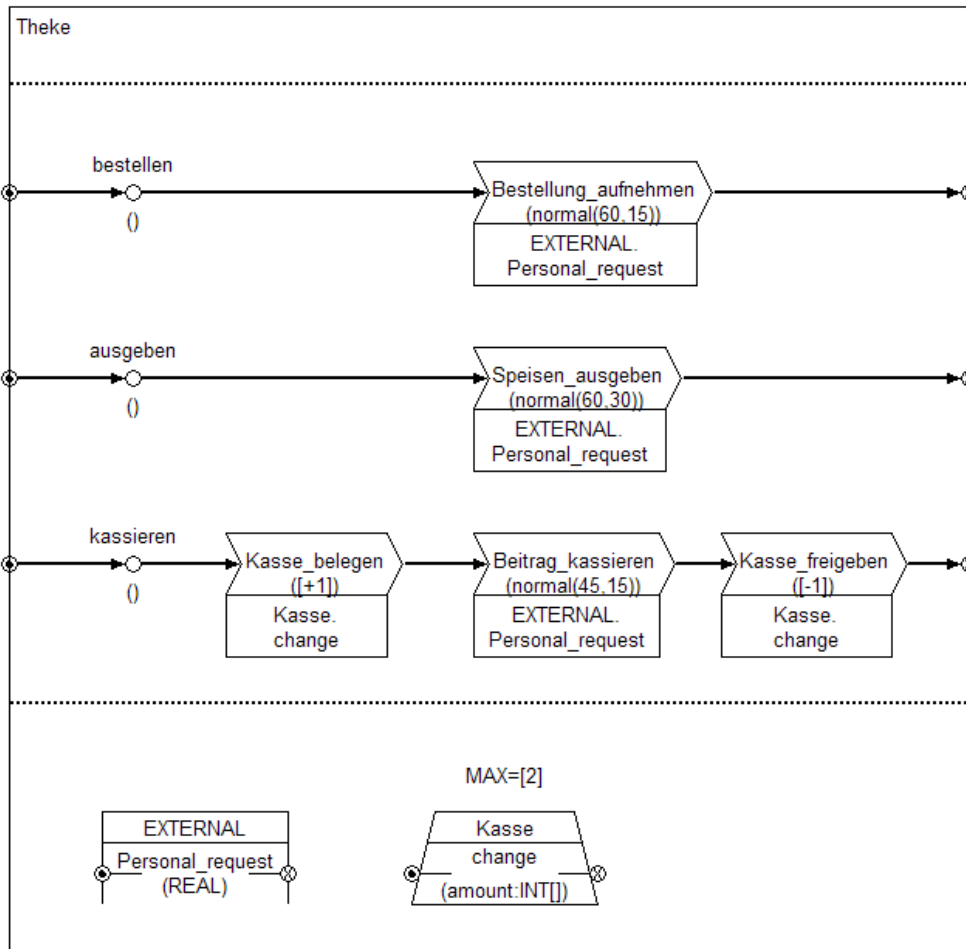 Theke
bestellen
()
Bestellung_aufnehmen
(normal(60,15))
EXTERNAL.
Personal_request
ausgeben
()
Speisen_ausgeben
(normal(60,30))
EXTERNAL.
Personal_request
kassieren
()
Kasse_belegen
([+1])
Kasse.
change
Beitrag_kassieren
(normal(45,15))
EXTERNAL.
Personal_request
Kasse_freigeben
([-1])
Kasse.
change
EXTERNAL
Personal_request
(REAL)
MAX=[2]
Kasse
change
(amount:INT[])